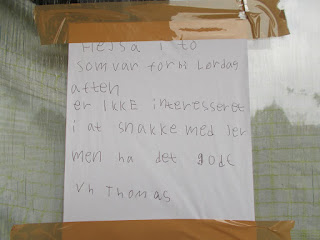 Hejsa i to
som var forbi Lørdag
aften
er IKKE interesseret
i at snakke med jer
men ha det gode
Vh Thomas